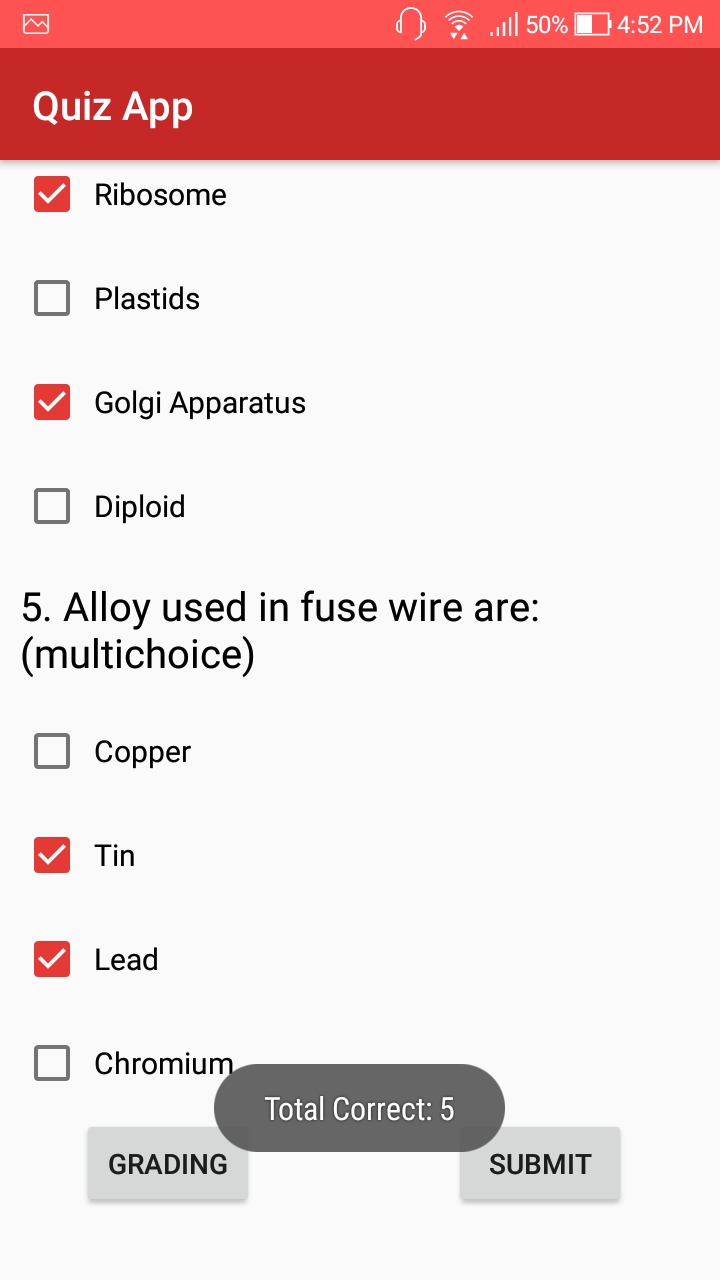 50% 4:52 PM
Quiz App
Ribosome
Plastids
Golgi Apparatus
Diploid
5. Alloy used in fuse wire are:
(multichoice)
Copper
Tin
Lead
Chromium
Total Correct: 5
GRADING SUBMIT